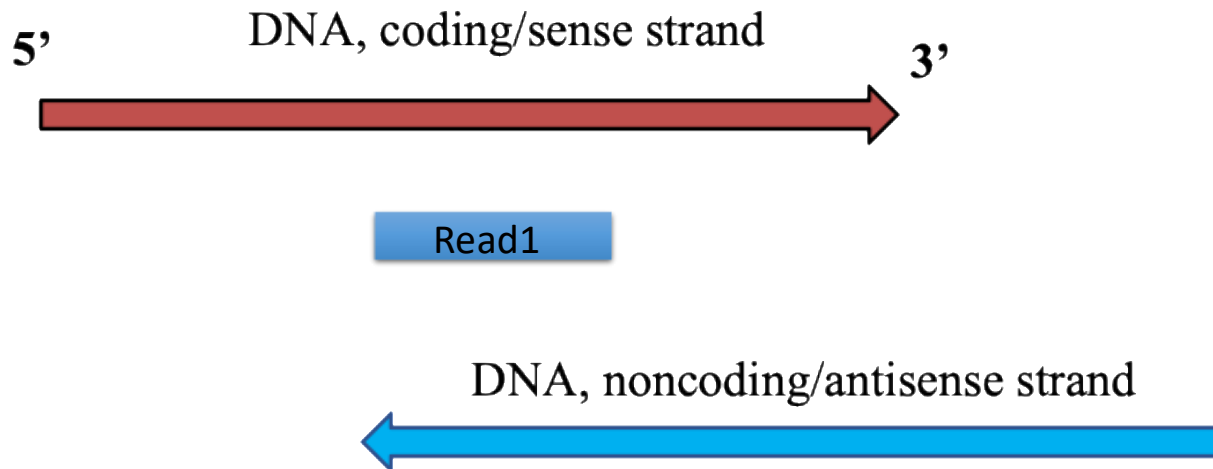 DNA, coding/sense strand
5’
3’
Read1
DNA, noncoding/antisense strand